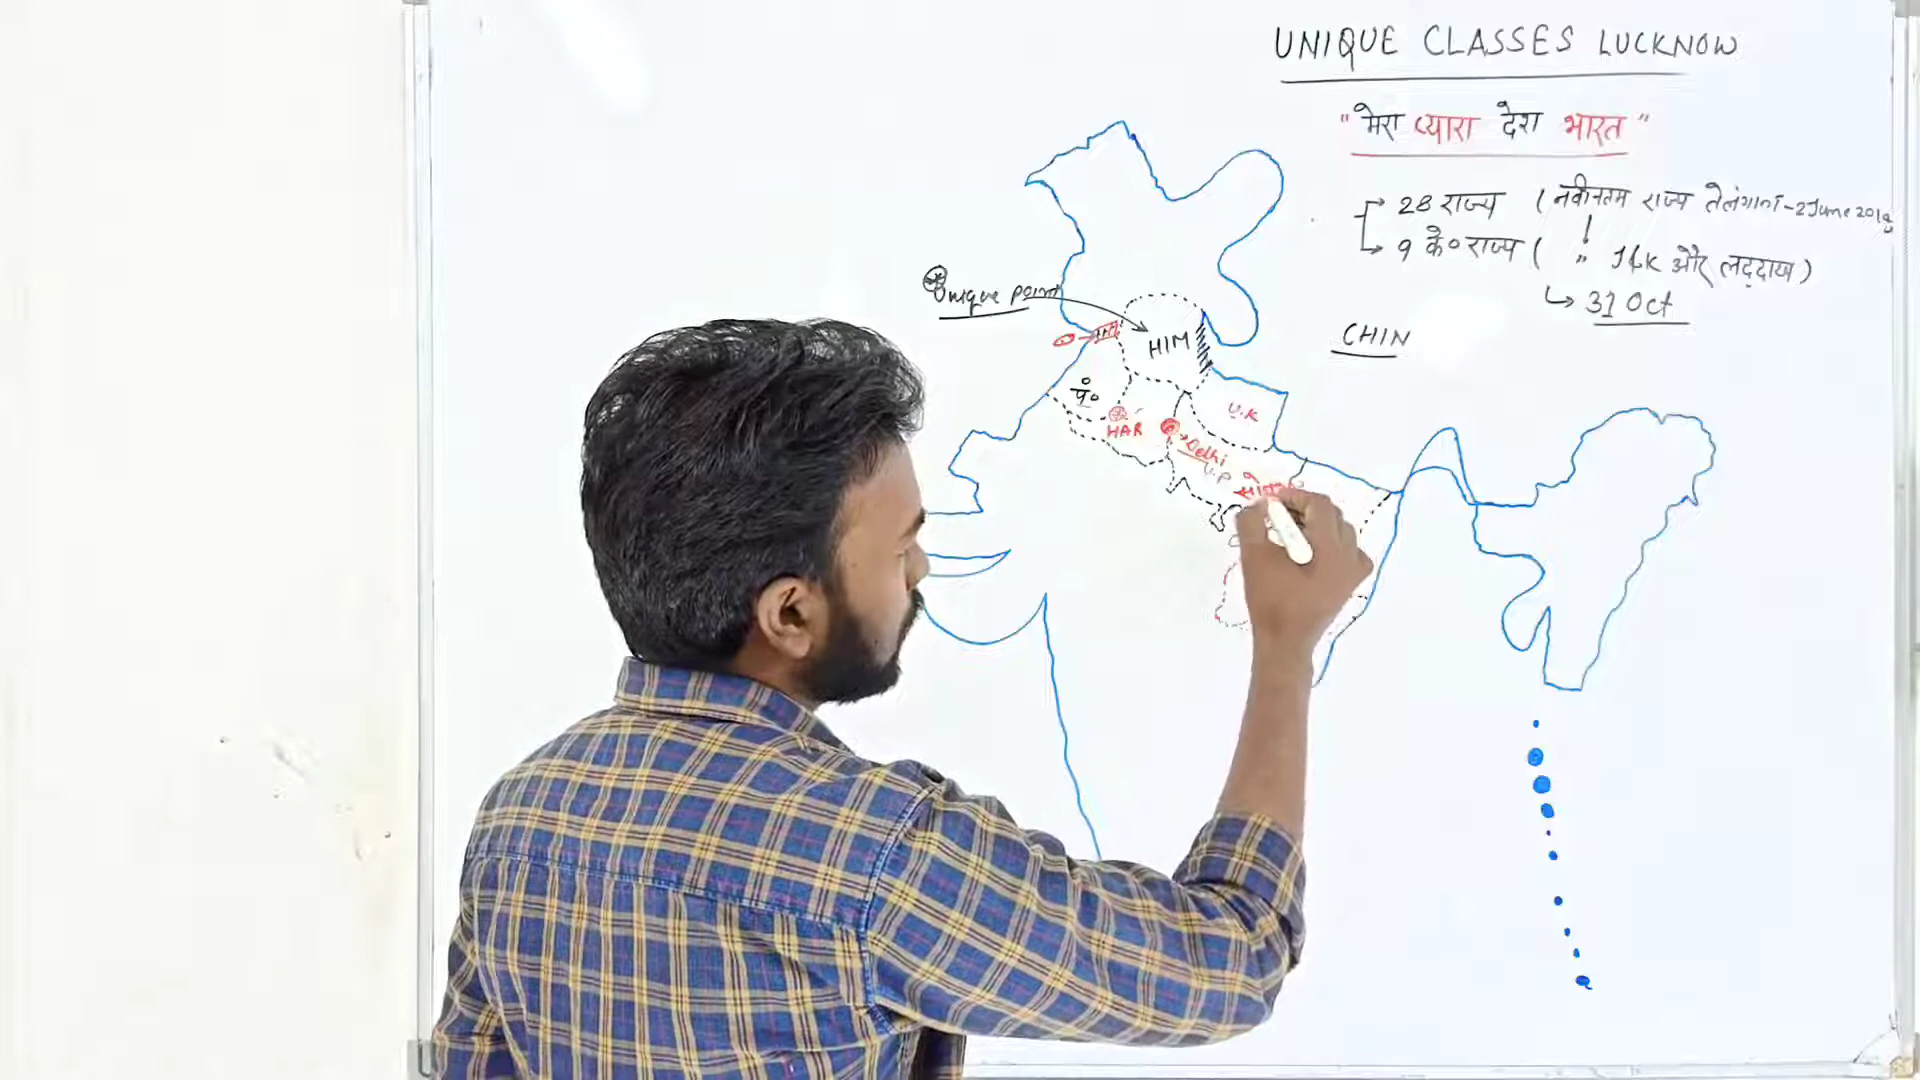 UNIQUE CLASSES LUCKNOW
"मेरा प्यारा देश भारत"
→ 28 राज्य ( नवीनतम राज्य तेलंगाना - 2 June 2014
→ 9 के० राज्य ( " J&K और लद्दाख )
↳ 31 Oct
Unique point
CHIN
HIM
पं०
U.K
HAR
Delhi
U.P